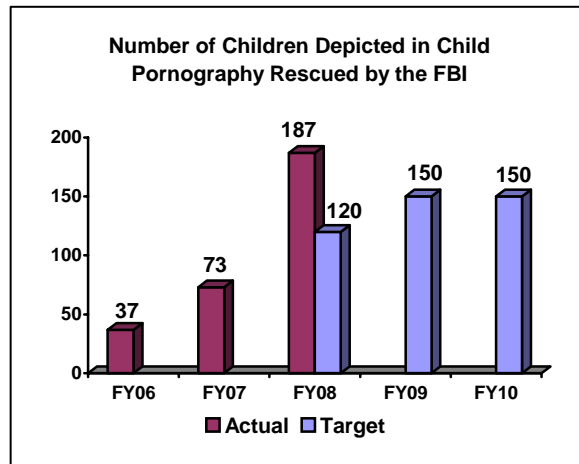 Number of Children Depicted in Child
Pornography Rescued by the FBI
200
150
100
50
0
37
73
187
120
150
150
FY06 FY07 FY08 FY09 FY10
Actual Target